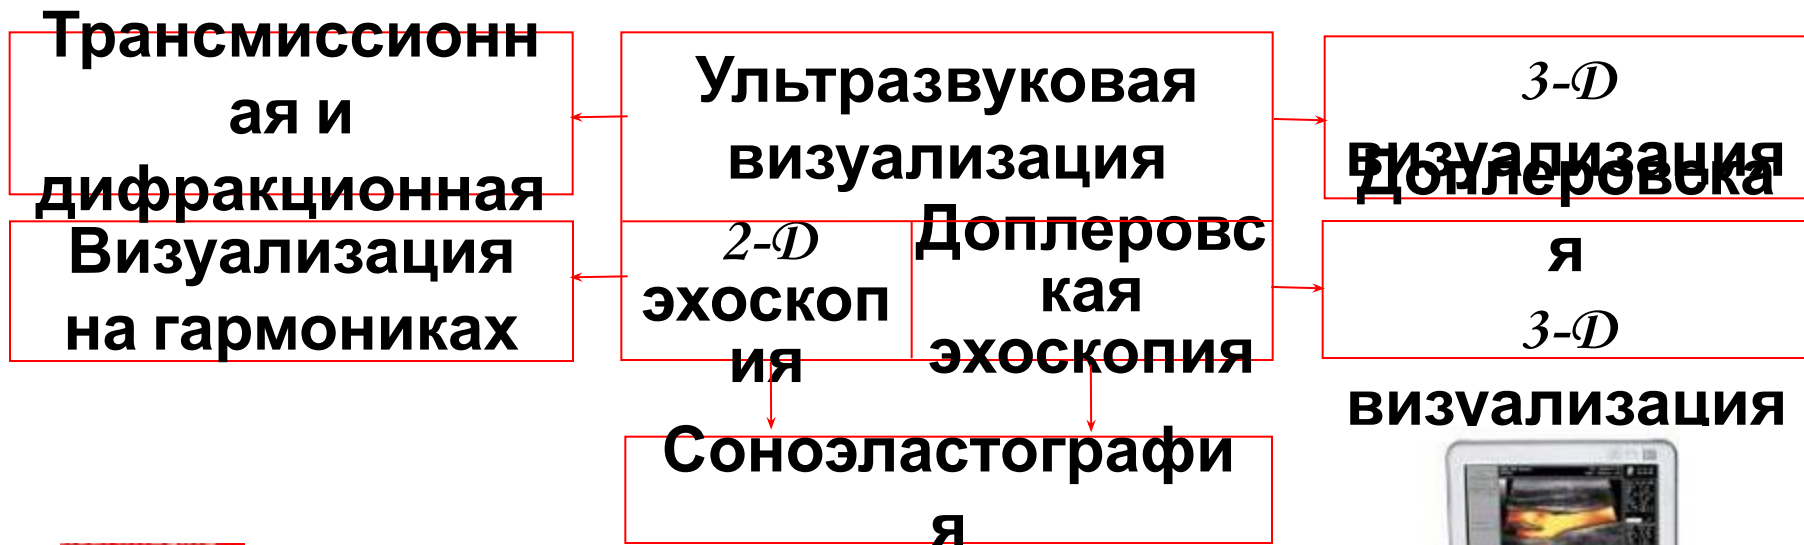 Трансмиссионн
ая и
дифракционная
Ультразвуковая
визуализация
3-D
визуализация
Визуализация
на гармониках
2-D
эхоскоп
ия
Доплеровс
кая
эхоскопия
Доплеровска
я
3-D
визуализация
Соноэластографи
я